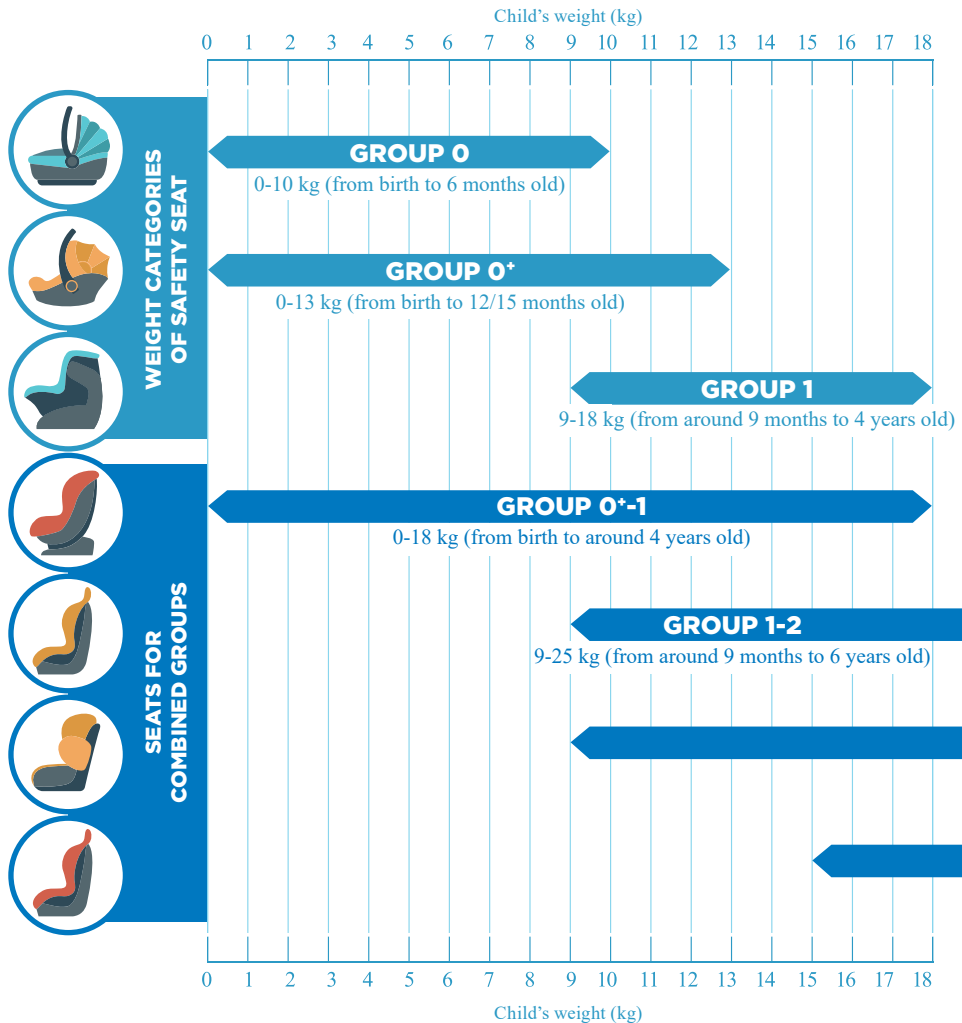 Child's weight (kg)
0 1 2 3 4 5 6 7 8 9 10 11 12 13 14 15 16 17 18
WEIGHT CATEGORIES
OF SAFETY SEAT
GROUP 0
0-10 kg (from birth to 6 months old)
GROUP 0+
0-13 kg (from birth to 12/15 months old)
GROUP 1
9-18 kg (from around 9 months to 4 years old)
SEATS FOR
COMBINED GROUPS
GROUP 0+-1
0-18 kg (from birth to around 4 years old)
GROUP 1-2
9-25 kg (from around 9 months to 6 years old)
0 1 2 3 4 5 6 7 8 9 10 11 12 13 14 15 16 17 18
Child's weight (kg)